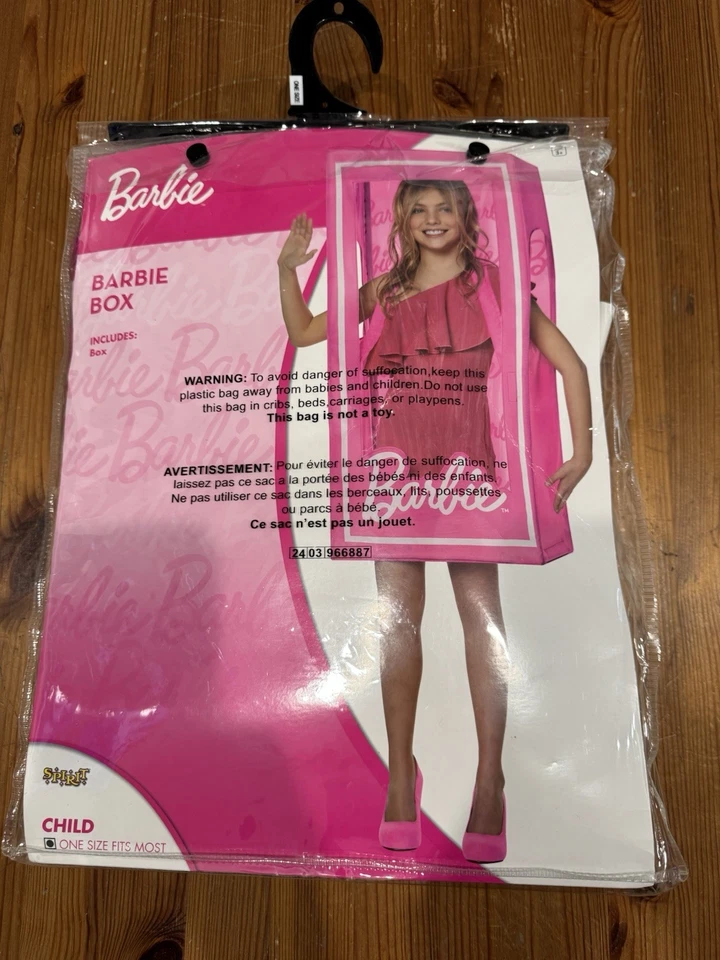 ONE SIZE
Barbie
BARBIE
BOX
INCLUDES:
Box
WARNING: To avoid danger of suffocation,keep this
plastic bag away from babies and children.Do not use
this bag in cribs, beds,carriages, or playpens.
This bag is not a toy.
AVERTISSEMENT: Pour éviter le danger de suffocation, ne
laissez pas ce sac a la portée des bébés ni des enfants.
Ne pas utiliser ce sac dans les berceaux, lits, poussettes
ou parcs à bébé.
Ce sac n'est pas un jouet.
Barbie™
24 03 966887
SPIRIT
CHILD
ONE SIZE FITS MOST